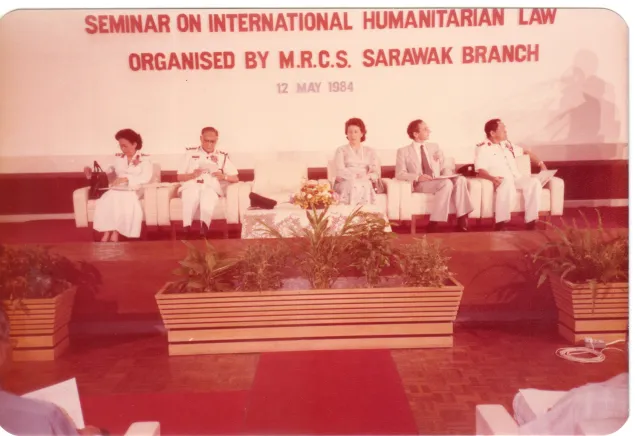 SEMINAR ON INTERNATIONAL HUMANITARIAN LAW
ORGANISED BY M.R.C.S. SARAWAK BRANCH
12 MAY 1984